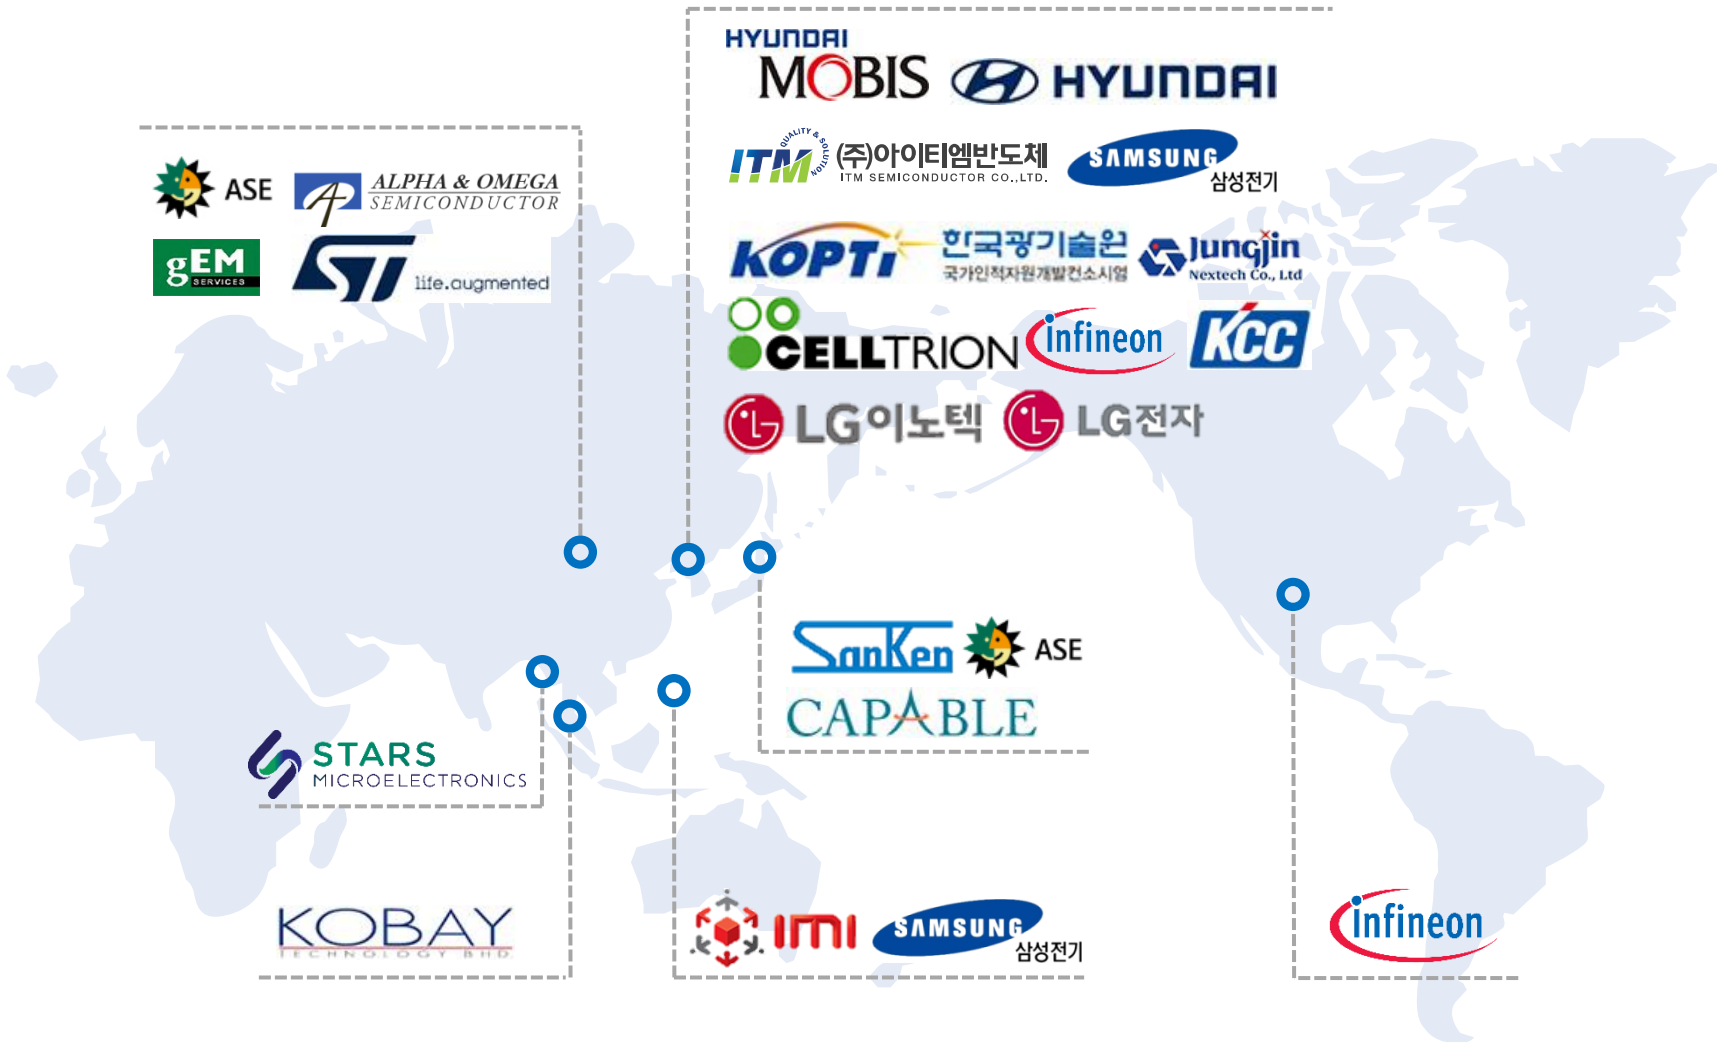 HYUNDAI
MOBIS
HYUNDAI
QUALITY & SOLUTION
ITM
(주)아이티엠반도체
ITM SEMICONDUCTOR CO.,LTD.
SAMSUNG
삼성전기
KOPTi
한국광기술원
국가인적자원개발컨소시엄
Jungjin
Nextech Co., Ltd
CELLTRION
infineon
KCC
LG이노텍
LG전자
ASE
ALPHA & OMEGA
SEMICONDUCTOR
gEM
SERVICES
ST
life.augmented
SanKen
ASE
CAPABLE
STARS
MICROELECTRONICS
KOBAY
TECHNOLOGY BHD.
IMI
SAMSUNG
삼성전기
infineon